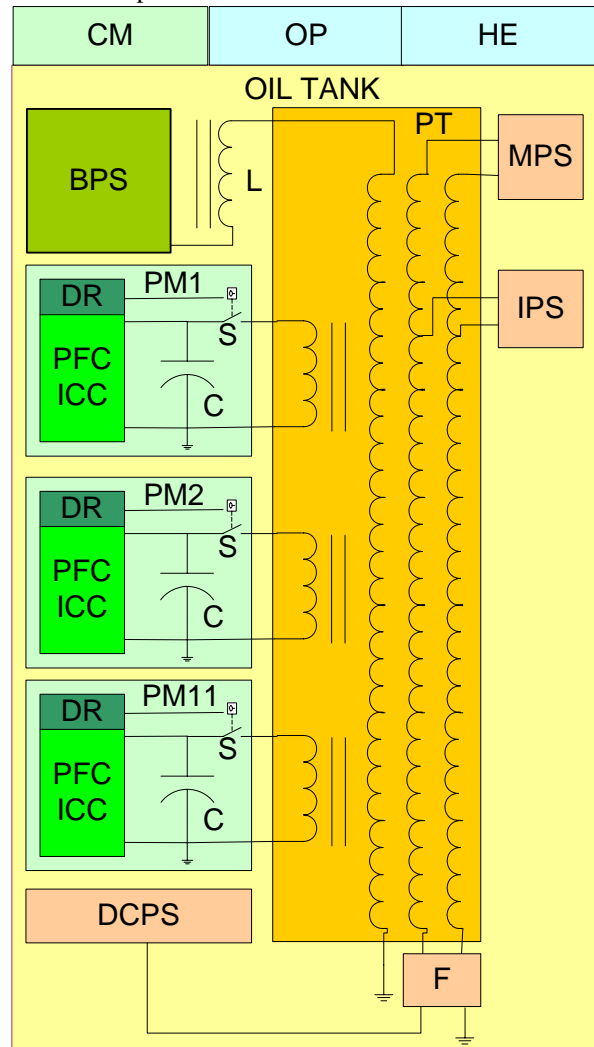 CM OP HE
OIL TANK
PT
BPS
L
MPS
DR PM1
IPS
S
PFC
ICC
C
DR PM2
S
PFC
ICC
C
DR PM11
S
PFC
ICC
C
DCPS
F